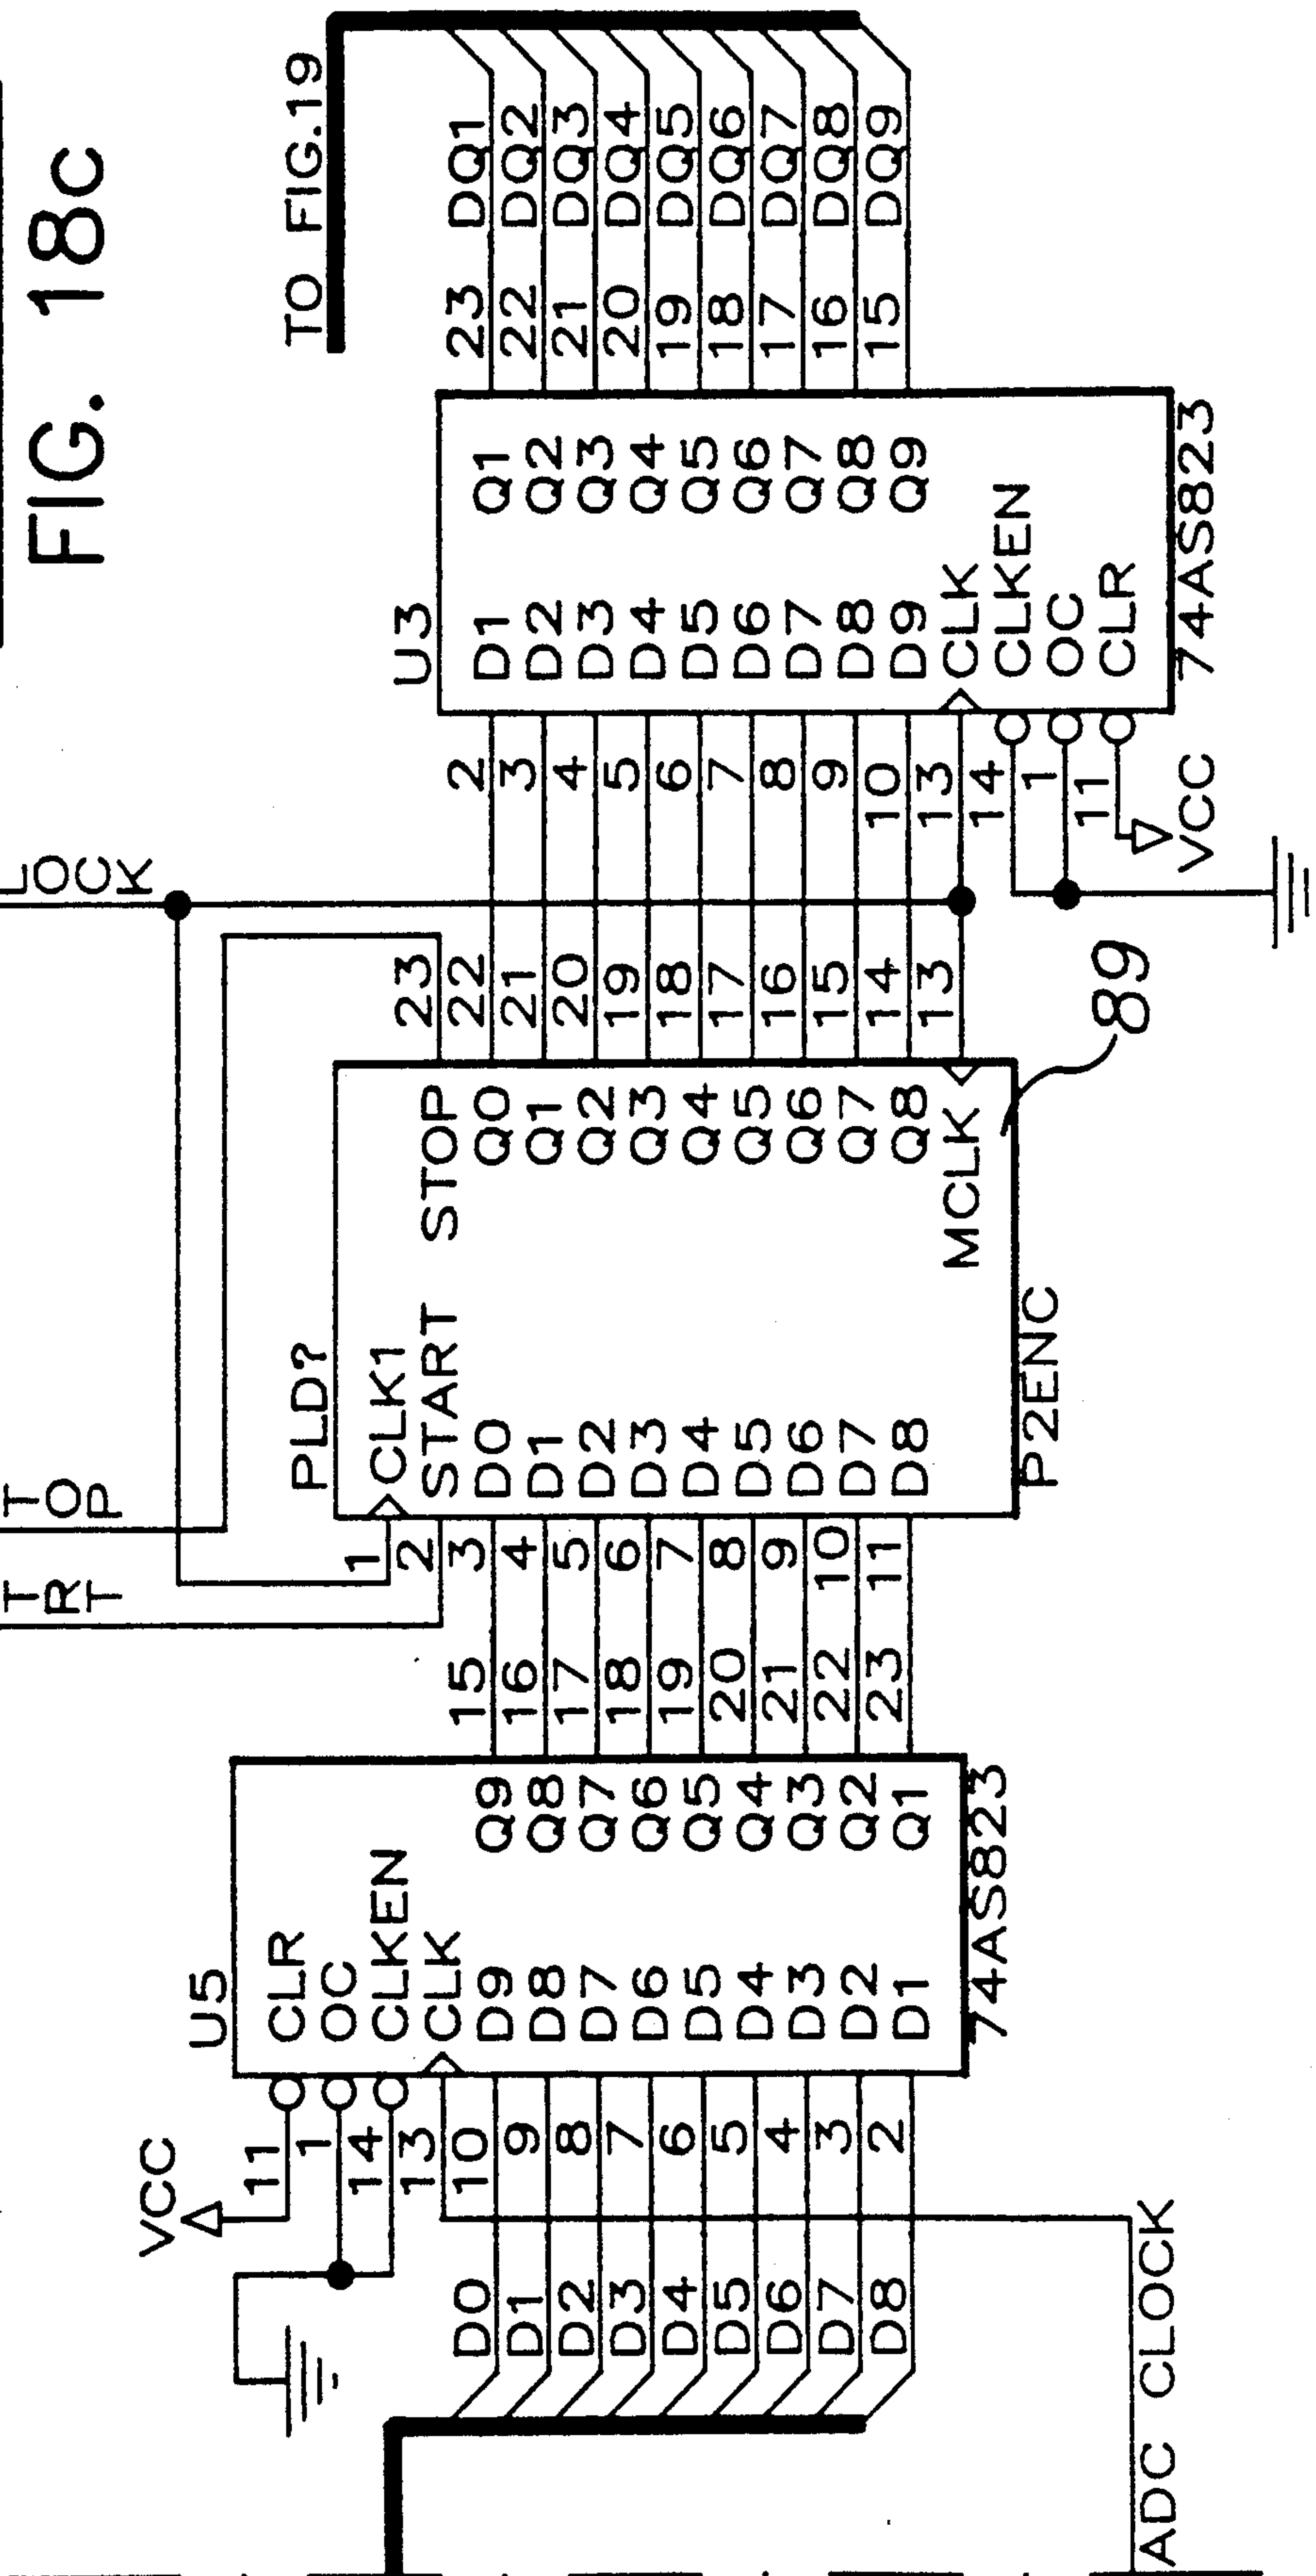 FIG. 18c
TRT
TOP
LOCK
TO FIG.19
VCC
U5
11 CLR
1 OC
14 CLKEN
13 CLK
D0 10 D9 Q9 15
D1 9 D8 Q8 16
D2 8 D7 Q7 17
D3 7 D6 Q6 18
D4 6 D5 Q5 19
D5 5 D4 Q4 20
D6 4 D3 Q3 21
D7 3 D2 Q2 22
D8 2 D1 Q1 23
74AS823
ADC CLOCK
PLD?
1 CLK1
2 START STOP 23
3 D0 Q0 22
4 D1 Q1 21
5 D2 Q2 20
6 D3 Q3 19
7 D4 Q4 18
8 D5 Q5 17
9 D6 Q6 16
10 D7 Q7 15
11 D8 Q8 14
MCLK 13
P2ENC
89
U3
2 D1 Q1 23 DQ1
3 D2 Q2 22 DQ2
4 D3 Q3 21 DQ3
5 D4 Q4 20 DQ4
6 D5 Q5 19 DQ5
7 D6 Q6 18 DQ6
8 D7 Q7 17 DQ7
9 D8 Q8 16 DQ8
10 D9 Q9 15 DQ9
13 CLK
14 CLKEN
1 OC
11 CLR
VCC
74AS823